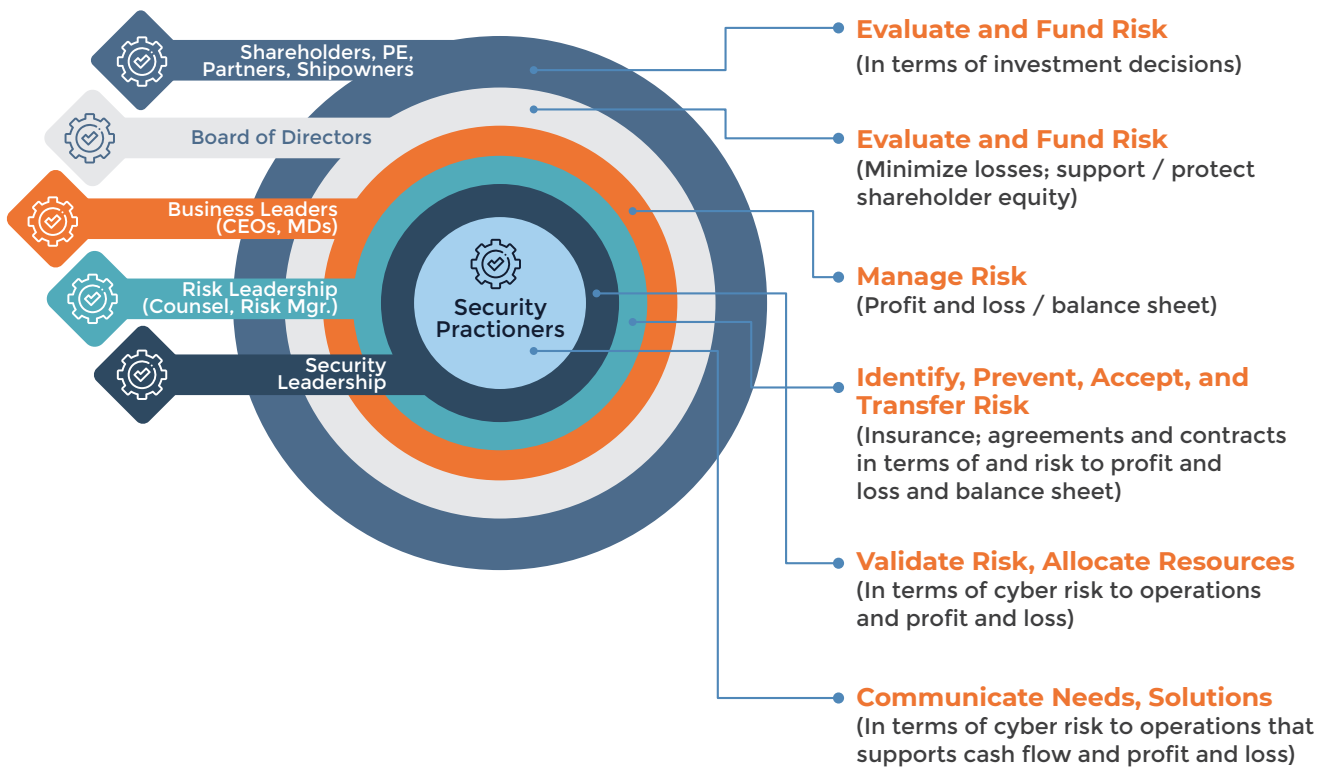 Shareholders, PE,
Partners, Shipowners
Board of Directors
Business Leaders
(CEOs, MDs)
Risk Leadership
(Counsel, Risk Mgr.)
Security
Leadership
Security
Practioners
Evaluate and Fund Risk
(In terms of investment decisions)
Evaluate and Fund Risk
(Minimize losses; support / protect
shareholder equity)
Manage Risk
(Profit and loss / balance sheet)
Identify, Prevent, Accept, and
Transfer Risk
(Insurance; agreements and contracts
in terms of and risk to profit and
loss and balance sheet)
Validate Risk, Allocate Resources
(In terms of cyber risk to operations
and profit and loss)
Communicate Needs, Solutions
(In terms of cyber risk to operations that
supports cash flow and profit and loss)